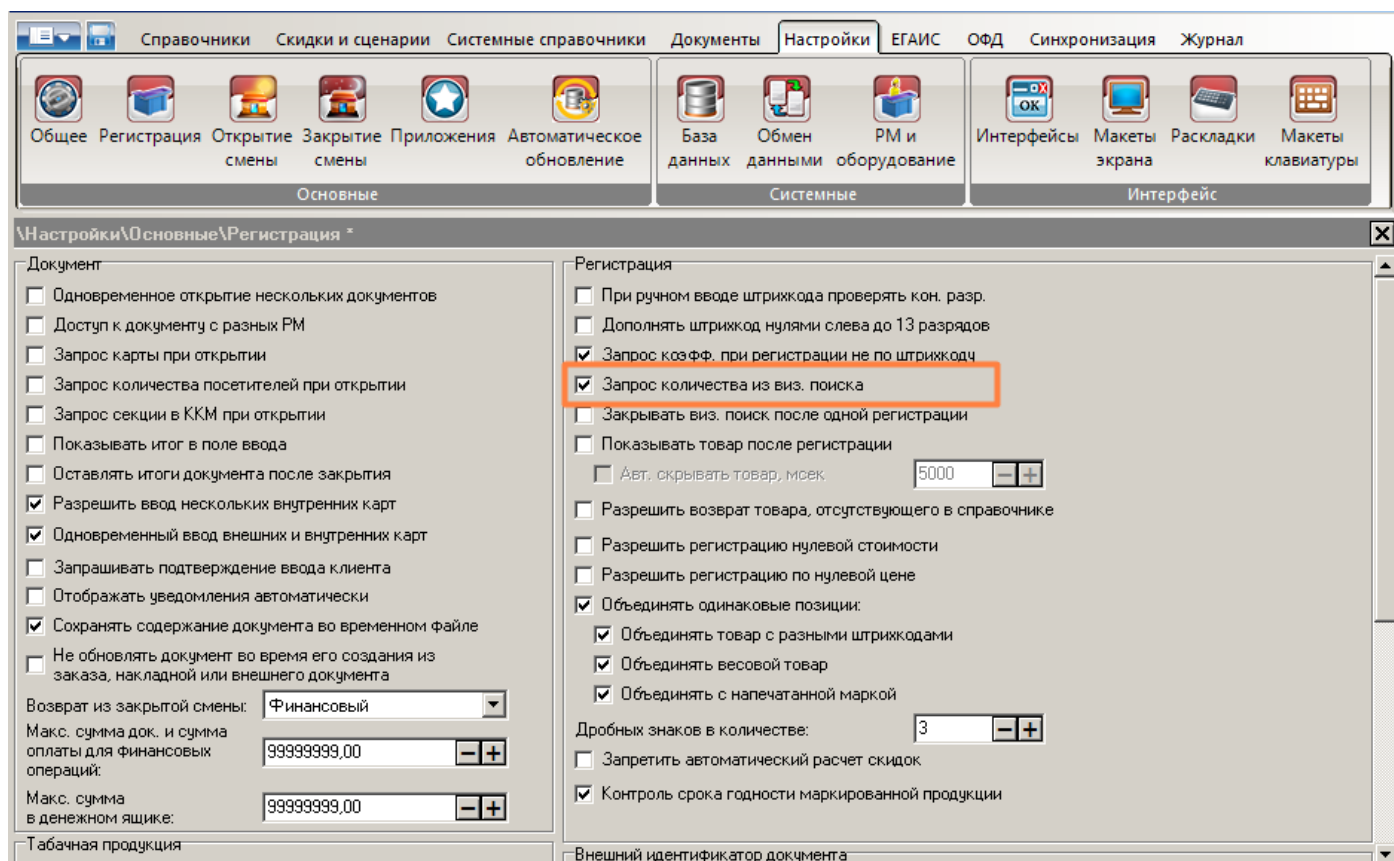 Справочники Скидки и сценарии Системные справочники Документы Настройки ЕГАИС ОФД Синхронизация Журнал
Общее Регистрация Открытие смены Закрытие смены Приложения Автоматическое обновление
База данных Обмен данными РМ и оборудование
OK
Интерфейсы Макеты экрана Раскладки Макеты клавиатуры
Основные Системные Интерфейс
\Настройки\Основные\Регистрация *
Документ
Одновременное открытие нескольких документов
Доступ к документу с разных РМ
Запрос карты при открытии
Запрос количества посетителей при открытии
Запрос секции в ККМ при открытии
Показывать итог в поле ввода
Оставлять итоги документа после закрытия
Разрешить ввод нескольких внутренних карт
Одновременный ввод внешних и внутренних карт
Запрашивать подтверждение ввода клиента
Отображать уведомления автоматически
Сохранять содержание документа во временном файле
Не обновлять документ во время его создания из
заказа, накладной или внешнего документа
Возврат из закрытой смены: Финансовый
Макс. сумма док. и сумма
оплаты для финансовых
операций:
99999999,00
Макс. сумма
в денежном ящике:
99999999,00
Табачная продукция
Регистрация
При ручном вводе штрихкода проверять кон. разр.
Дополнять штрихкод нулями слева до 13 разрядов
Запрос коэфф. при регистрации не по штрихкоду
Запрос количества из виз. поиска
Закрывать виз. поиск после одной регистрации
Показывать товар после регистрации
Авт. скрывать товар, мсек 5000
Разрешить возврат товара, отсутствующего в справочнике
Разрешить регистрацию нулевой стоимости
Разрешить регистрацию по нулевой цене
Объединять одинаковые позиции:
Объединять товар с разными штрихкодами
Объединять весовой товар
Объединять с напечатанной маркой
Дробных знаков в количестве: 3
Запретить автоматический расчет скидок
Контроль срока годности маркированной продукции
Внешний идентификатор документа